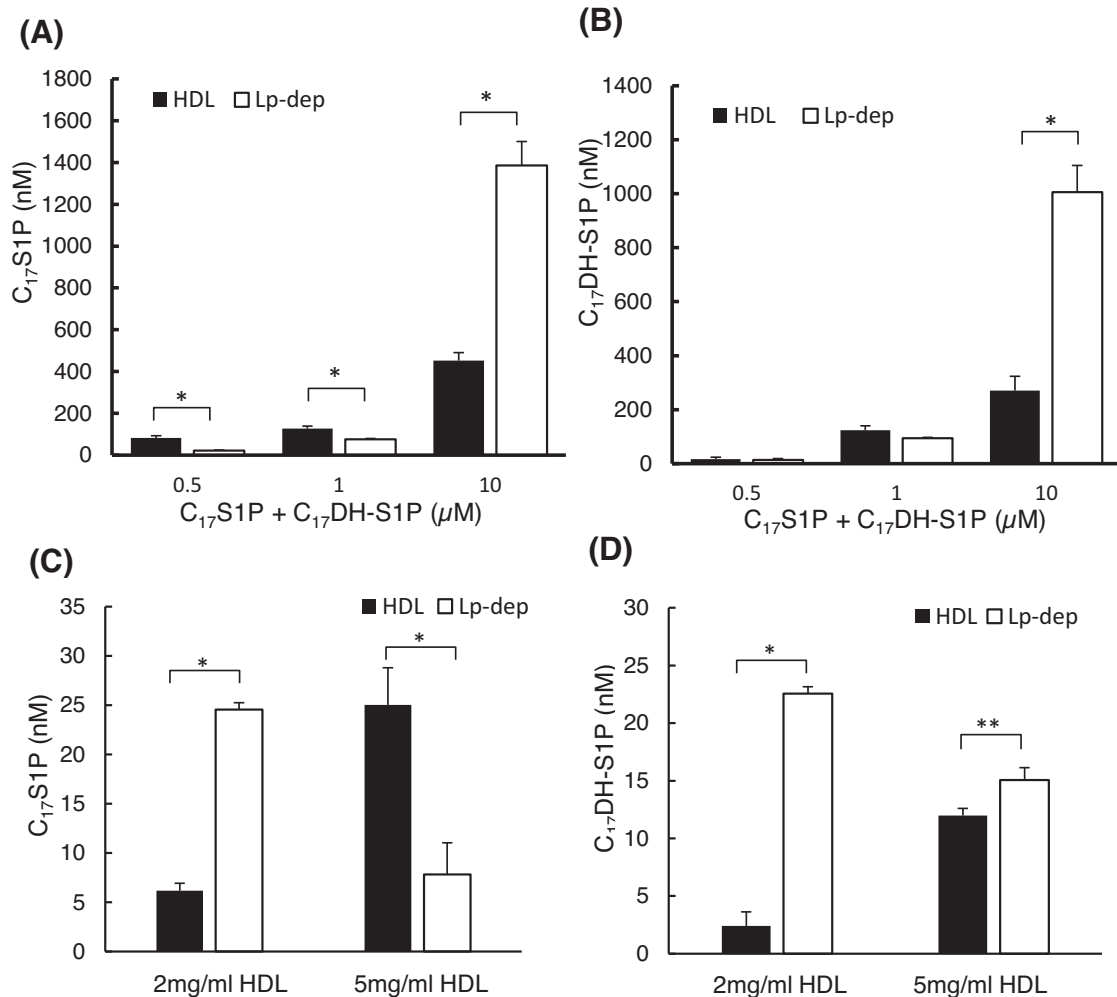 (A)
■ HDL □ Lp-dep
C₁₇S1P (nM)
1800
1600
1400
1200
1000
800
600
400
200
0
* * *
0.5 1 10
C₁₇S1P + C₁₇DH-S1P (µM)
(B)
■ HDL □ Lp-dep
C₁₇DH-S1P (nM)
1400
1200
1000
800
600
400
200
0
*
0.5 1 10
C₁₇S1P + C₁₇DH-S1P (µM)
(C)
■ HDL □ Lp-dep
C₁₇S1P (nM)
35
30
25
20
15
10
5
0
* *
2mg/ml HDL 5mg/ml HDL
(D)
■ HDL □ Lp-dep
C₁₇DH-S1P (nM)
30
25
20
15
10
5
0
* **
2mg/ml HDL 5mg/ml HDL